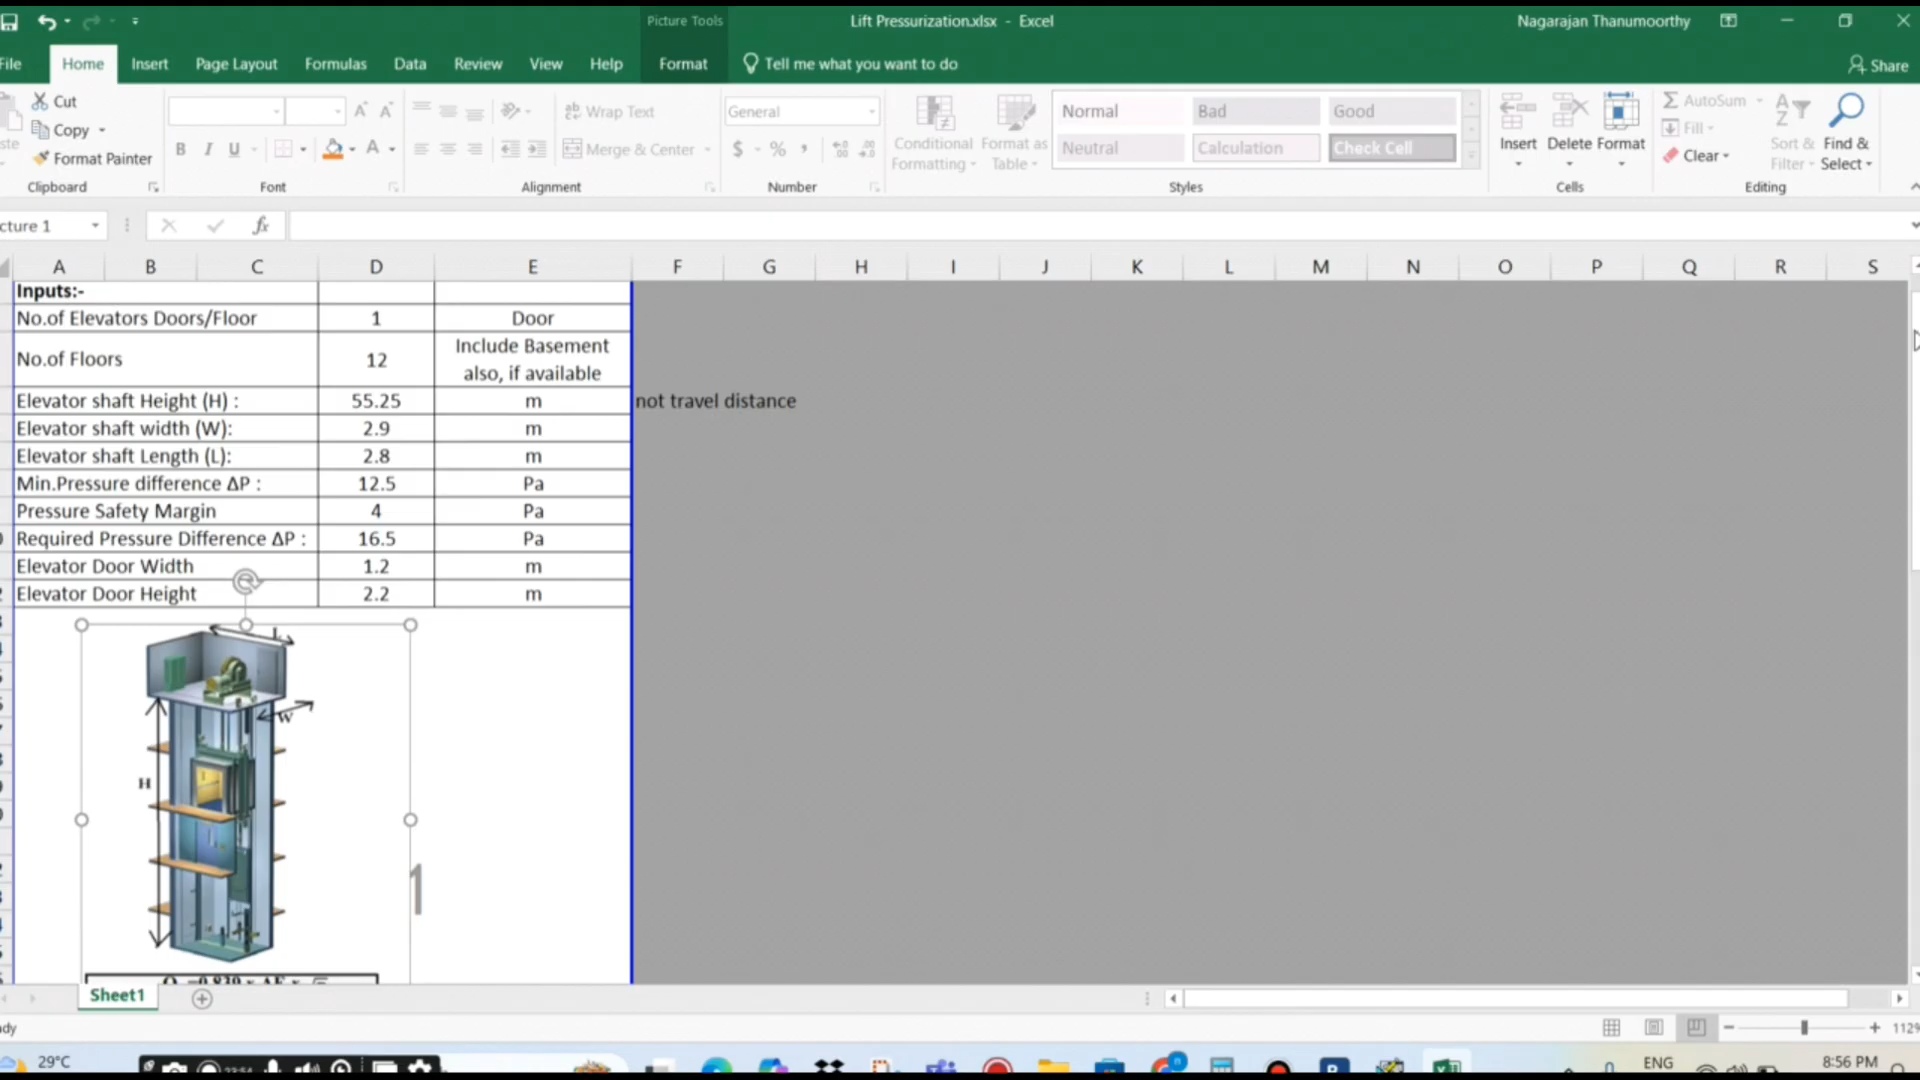 Picture Tools
Lift Pressurization.xlsx - Excel
Nagarajan Thanumoorthy
File Home Insert Page Layout Formulas Data Review View Help Format Tell me what you want to do
Share
Cut
Copy
Format Painter
Clipboard
A A
B I U A
Font
Wrap Text
Merge & Center
Alignment
General
$ % ,
Number
Conditional Formatting
Format as Table
Normal Bad Good
Neutral Calculation Check Cell
Styles
Insert Delete Format
Cells
AutoSum
Fill
Clear
Sort & Filter
Find & Select
Editing
cture 1
fx
A B C D E F G H I J K L M N O P Q R S
Inputs:-
No.of Elevators Doors/Floor 1 Door
No.of Floors 12 Include Basement also, if available
Elevator shaft Height (H) : 55.25 m not travel distance
Elevator shaft width (W): 2.9 m
Elevator shaft Length (L): 2.8 m
Min.Pressure difference ΔP : 12.5 Pa
Pressure Safety Margin 4 Pa
Required Pressure Difference ΔP : 16.5 Pa
Elevator Door Width 1.2 m
Elevator Door Height 2.2 m
L
W
H
1
Sheet1
dy
112%
29°C
23:54
ENG
8:56 PM